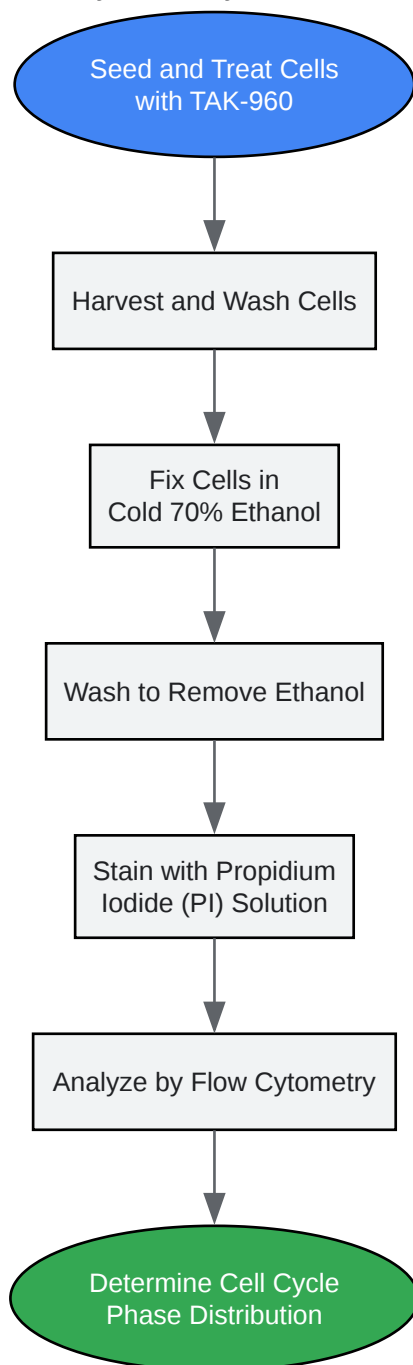 Seed and Treat Cells
with TAK-960
Harvest and Wash Cells
Fix Cells in
Cold 70% Ethanol
Wash to Remove Ethanol
Stain with Propidium
Iodide (PI) Solution
Analyze by Flow Cytometry
Determine Cell Cycle
Phase Distribution